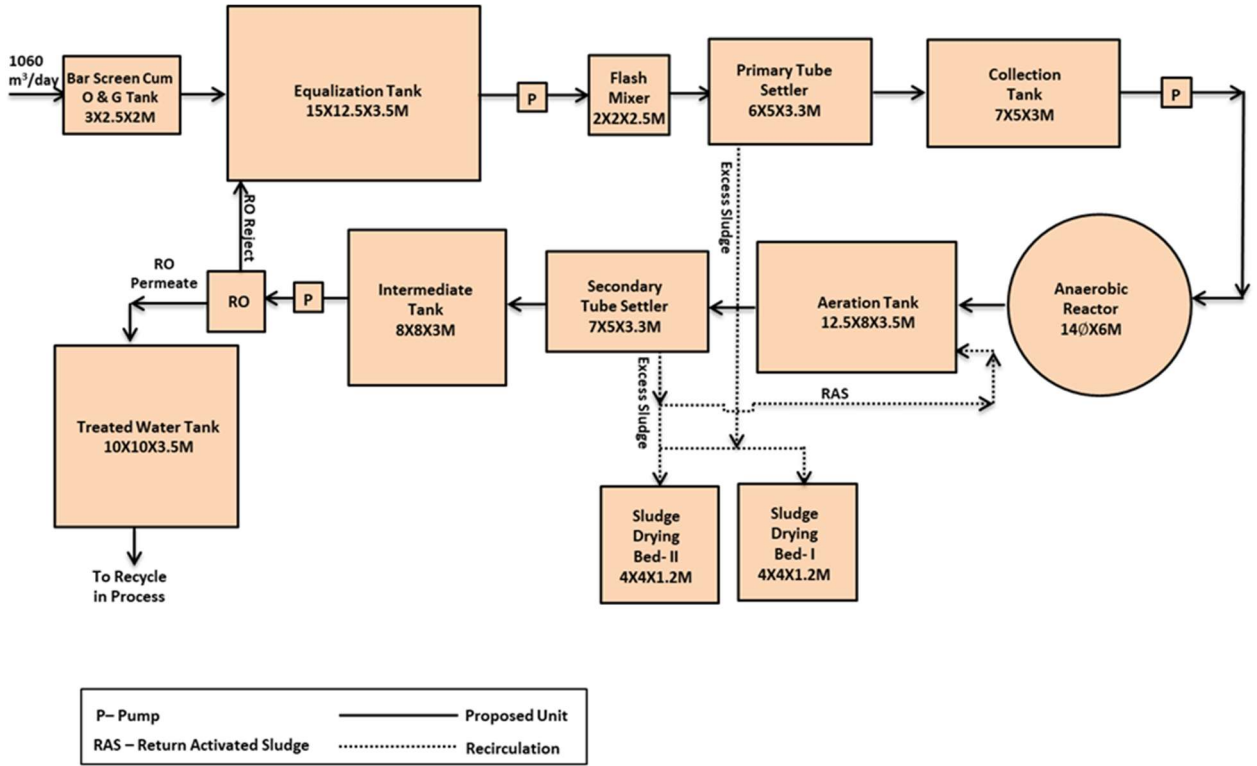 1060
m³/day
Bar Screen Cum
O & G Tank
3X2.5X2M
Equalization Tank
15X12.5X3.5M
P
Flash
Mixer
2X2X2.5M
Primary Tube
Settler
6X5X3.3M
Collection
Tank
7X5X3M
P
Excess Sludge
RO Reject
RO
Permeate
RO
P
Intermediate
Tank
8X8X3M
Secondary
Tube Settler
7X5X3.3M
Aeration Tank
12.5X8X3.5M
Anaerobic
Reactor
14ØX6M
Excess Sludge
RAS
Treated Water Tank
10X10X3.5M
Sludge
Drying
Bed- II
4X4X1.2M
Sludge
Drying
Bed- I
4X4X1.2M
To Recycle
in Process
P– Pump
Proposed Unit
RAS – Return Activated Sludge
Recirculation